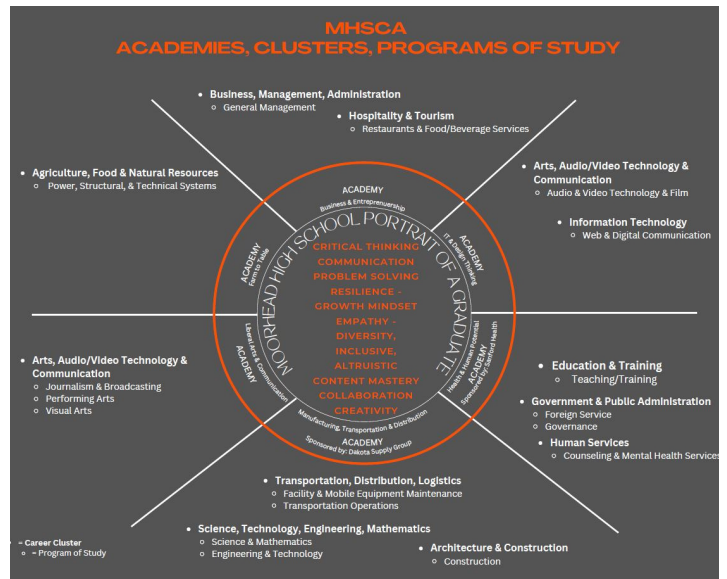 MHSCA
ACADEMIES, CLUSTERS, PROGRAMS OF STUDY
Business, Management, Administration
General Management
Hospitality & Tourism
Restaurants & Food/Beverage Services
Agriculture, Food & Natural Resources
Power, Structural, & Technical Systems
Arts, Audio/Video Technology &
Communication
Audio & Video Technology & Film
Information Technology
Web & Digital Communication
ACADEMY
Business & Entreprenuership
ACADEMY
Farm to Table
ACADEMY
IT & Design Thinking
MOORHEAD HIGH SCHOOL PORTRAIT OF A GRADUATE
CRITICAL THINKING
COMMUNICATION
PROBLEM SOLVING
RESILIENCE -
GROWTH MINDSET
EMPATHY -
DIVERSITY,
INCLUSIVE,
ALTRUISTIC
CONTENT MASTERY
COLLABORATION
CREATIVITY
Liberal Arts & Communication
ACADEMY
Health & Human Potential
ACADEMY
Sponsored by: Sanford Health
Manufacturing, Transportation & Distribution
ACADEMY
Sponsored by: Dakota Supply Group
Arts, Audio/Video Technology &
Communication
Journalism & Broadcasting
Performing Arts
Visual Arts
Education & Training
Teaching/Training
Government & Public Administration
Foreign Service
Governance
Human Services
Counseling & Mental Health Services
Transportation, Distribution, Logistics
Facility & Mobile Equipment Maintenance
Transportation Operations
Science, Technology, Engineering, Mathematics
Science & Mathematics
Engineering & Technology
Architecture & Construction
Construction
= Career Cluster
= Program of Study